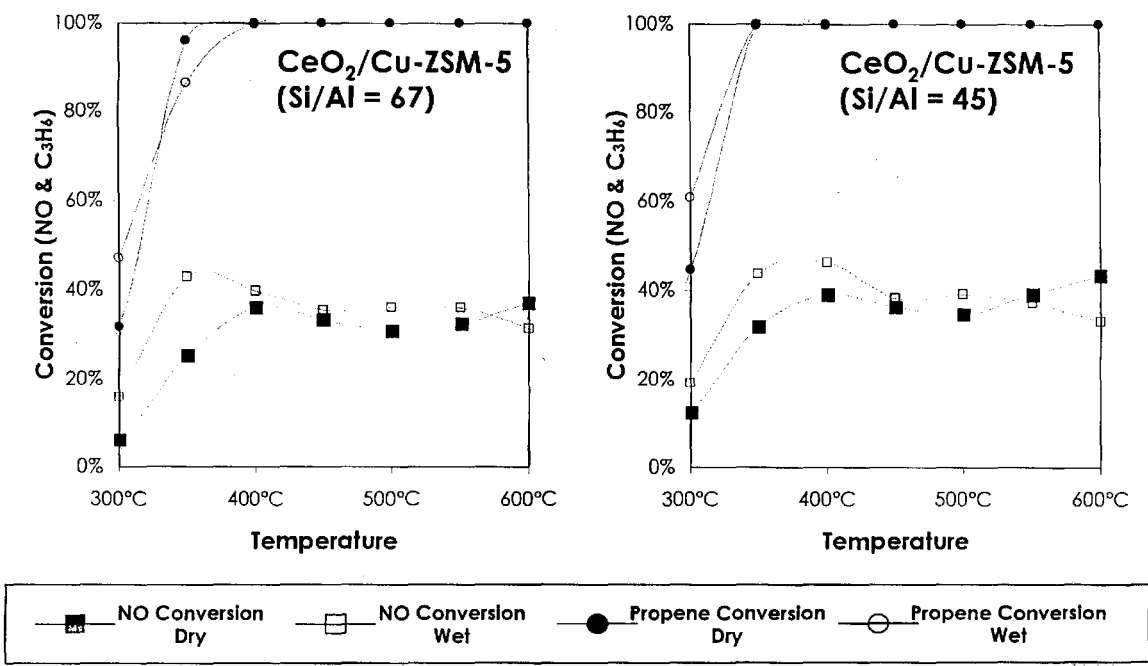 100%
80%
60%
40%
20%
0%
Conversion (NO & C₃H₆)
CeO₂/Cu-ZSM-5
(Si/Al = 67)
300°C
400°C
500°C
600°C
Temperature
100%
80%
60%
40%
20%
0%
Conversion (NO & C₃H₆)
CeO₂/Cu-ZSM-5
(Si/Al = 45)
300°C
400°C
500°C
600°C
Temperature
NO Conversion
Dry
NO Conversion
Wet
Propene Conversion
Dry
Propene Conversion
Wet